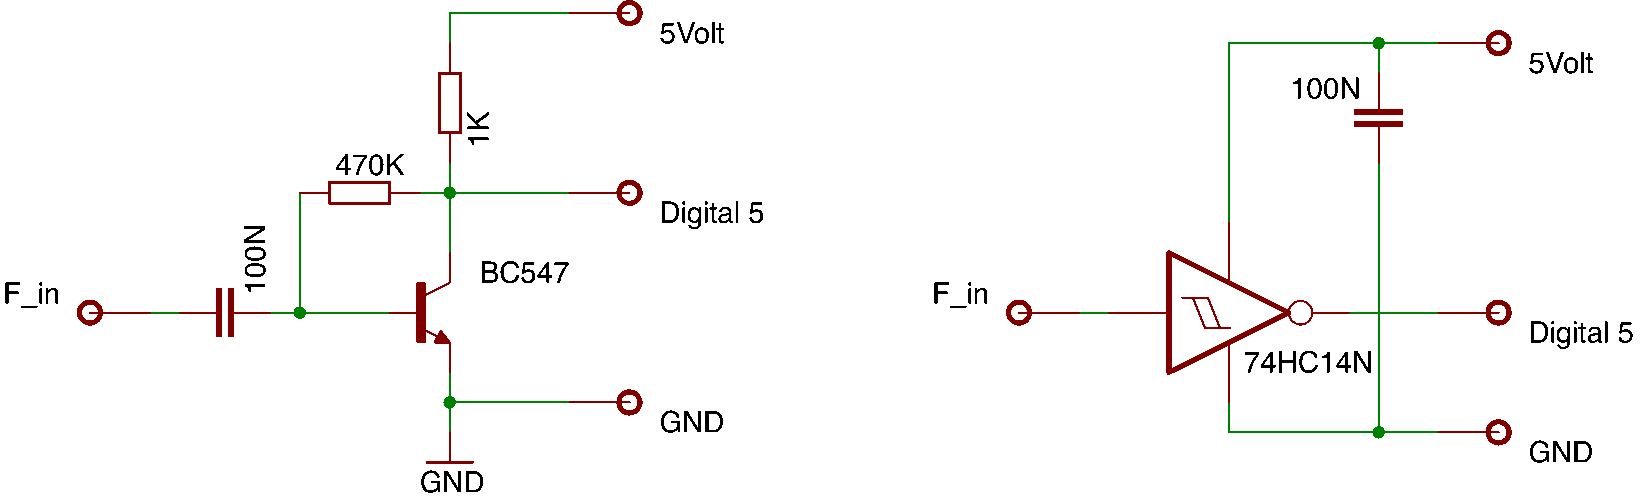 5Volt
1K
470K
Digital 5
100N
BC547
F_in
GND
GND
5Volt
100N
F_in
Digital 5
74HC14N
GND